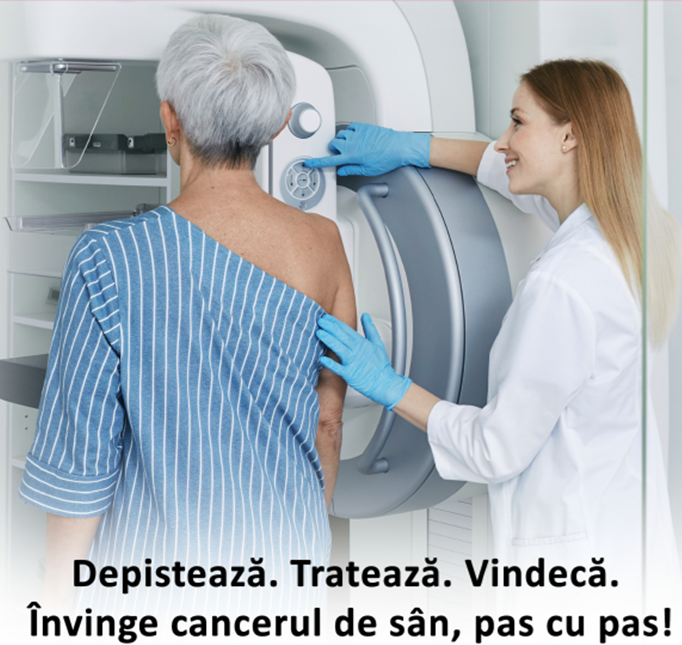 Depistează. Tratează. Vindecă.
Învinge cancerul de sân, pas cu pas!